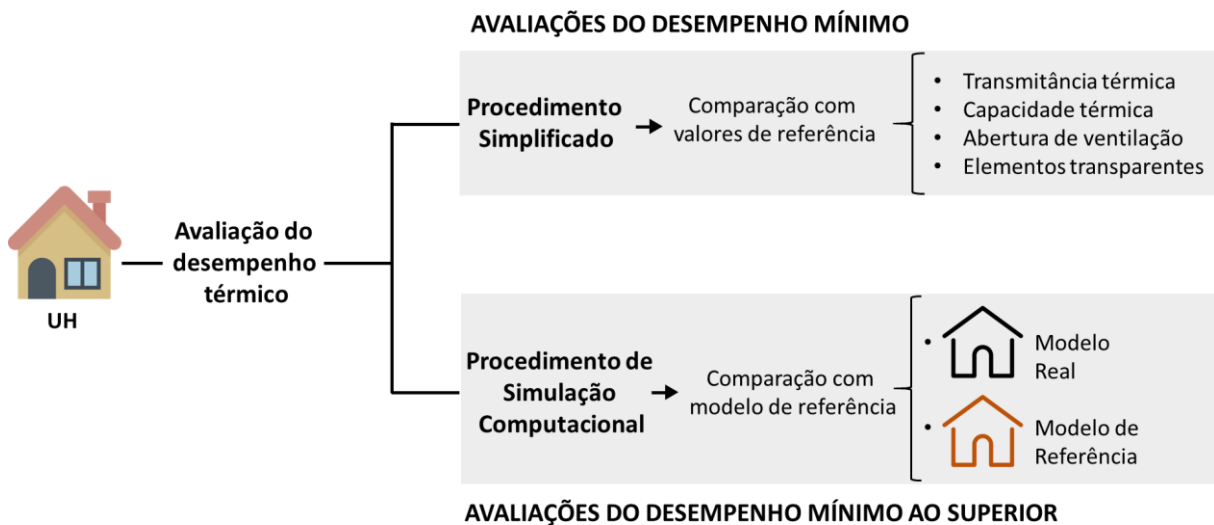 AVALIAÇÕES DO DESEMPENHO MÍNIMO
Procedimento
Simplificado
Comparação com
valores de referência
• Transmitância térmica
• Capacidade térmica
• Abertura de ventilação
• Elementos transparentes
UH
Avaliação do
desempenho
térmico
Procedimento de
Simulação
Computacional
Comparação com
modelo de referência
• Modelo
Real
• Modelo de
Referência
AVALIAÇÕES DO DESEMPENHO MÍNIMO AO SUPERIOR